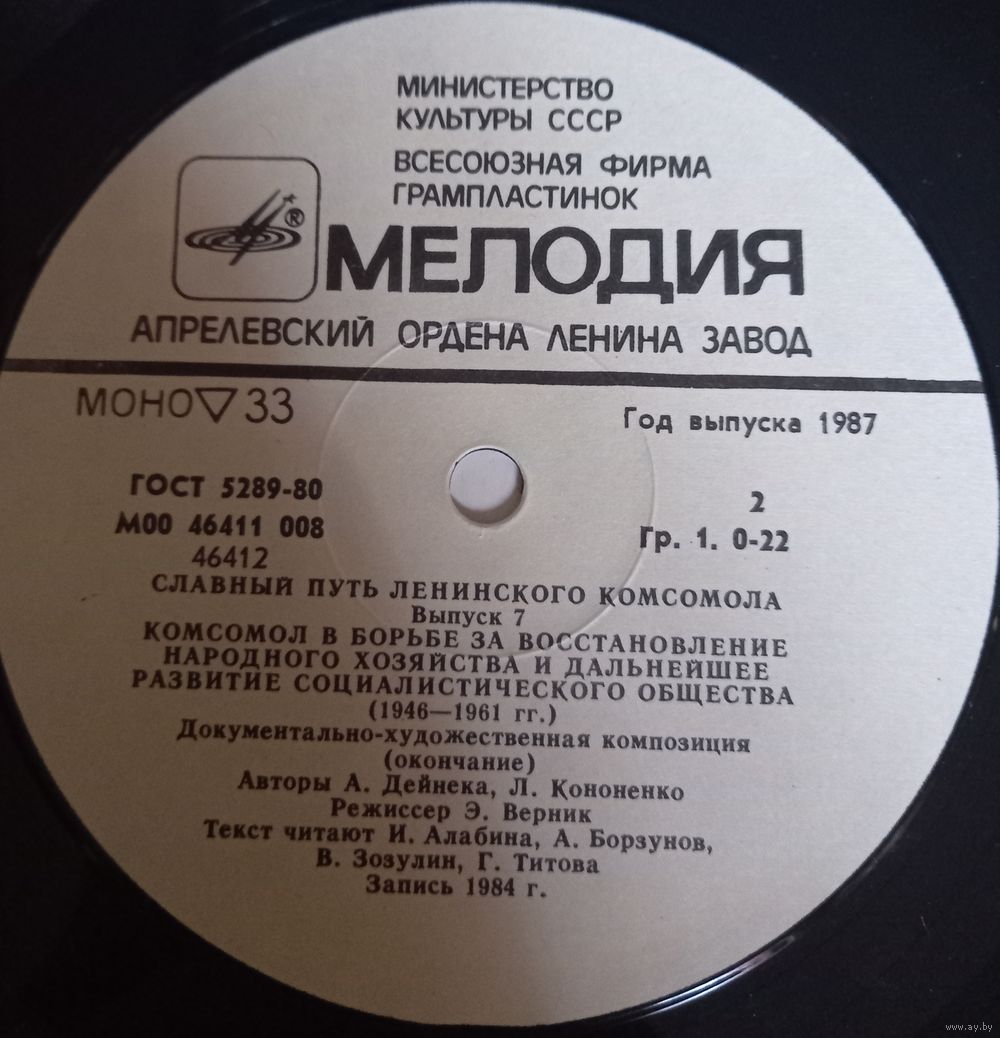 МИНИСТЕРСТВО
КУЛЬТУРЫ СССР
ВСЕСОЮЗНАЯ ФИРМА
ГРАМПЛАСТИНОК
®
МЕЛОДИЯ
АПРЕЛЕВСКИЙ ОРДЕНА ЛЕНИНА ЗАВОД
МОНО▽33
Год выпуска 1987
ГОСТ 5289-80
М00 46411 008
46412
2
Гр. 1. 0-22
СЛАВНЫЙ ПУТЬ ЛЕНИНСКОГО КОМСОМОЛА
Выпуск 7
КОМСОМОЛ В БОРЬБЕ ЗА ВОССТАНОВЛЕНИЕ
НАРОДНОГО ХОЗЯЙСТВА И ДАЛЬНЕЙШЕЕ
РАЗВИТИЕ СОЦИАЛИСТИЧЕСКОГО ОБЩЕСТВА
(1946—1961 гг.)
Документально-художественная композиция
(окончание)
Авторы А. Дейнека, Л. Кононенко
Режиссер Э. Верник
Текст читают И. Алабина, А. Борзунов,
В. Зозулин, Г. Титова
Запись 1984 г.
www.ay.by